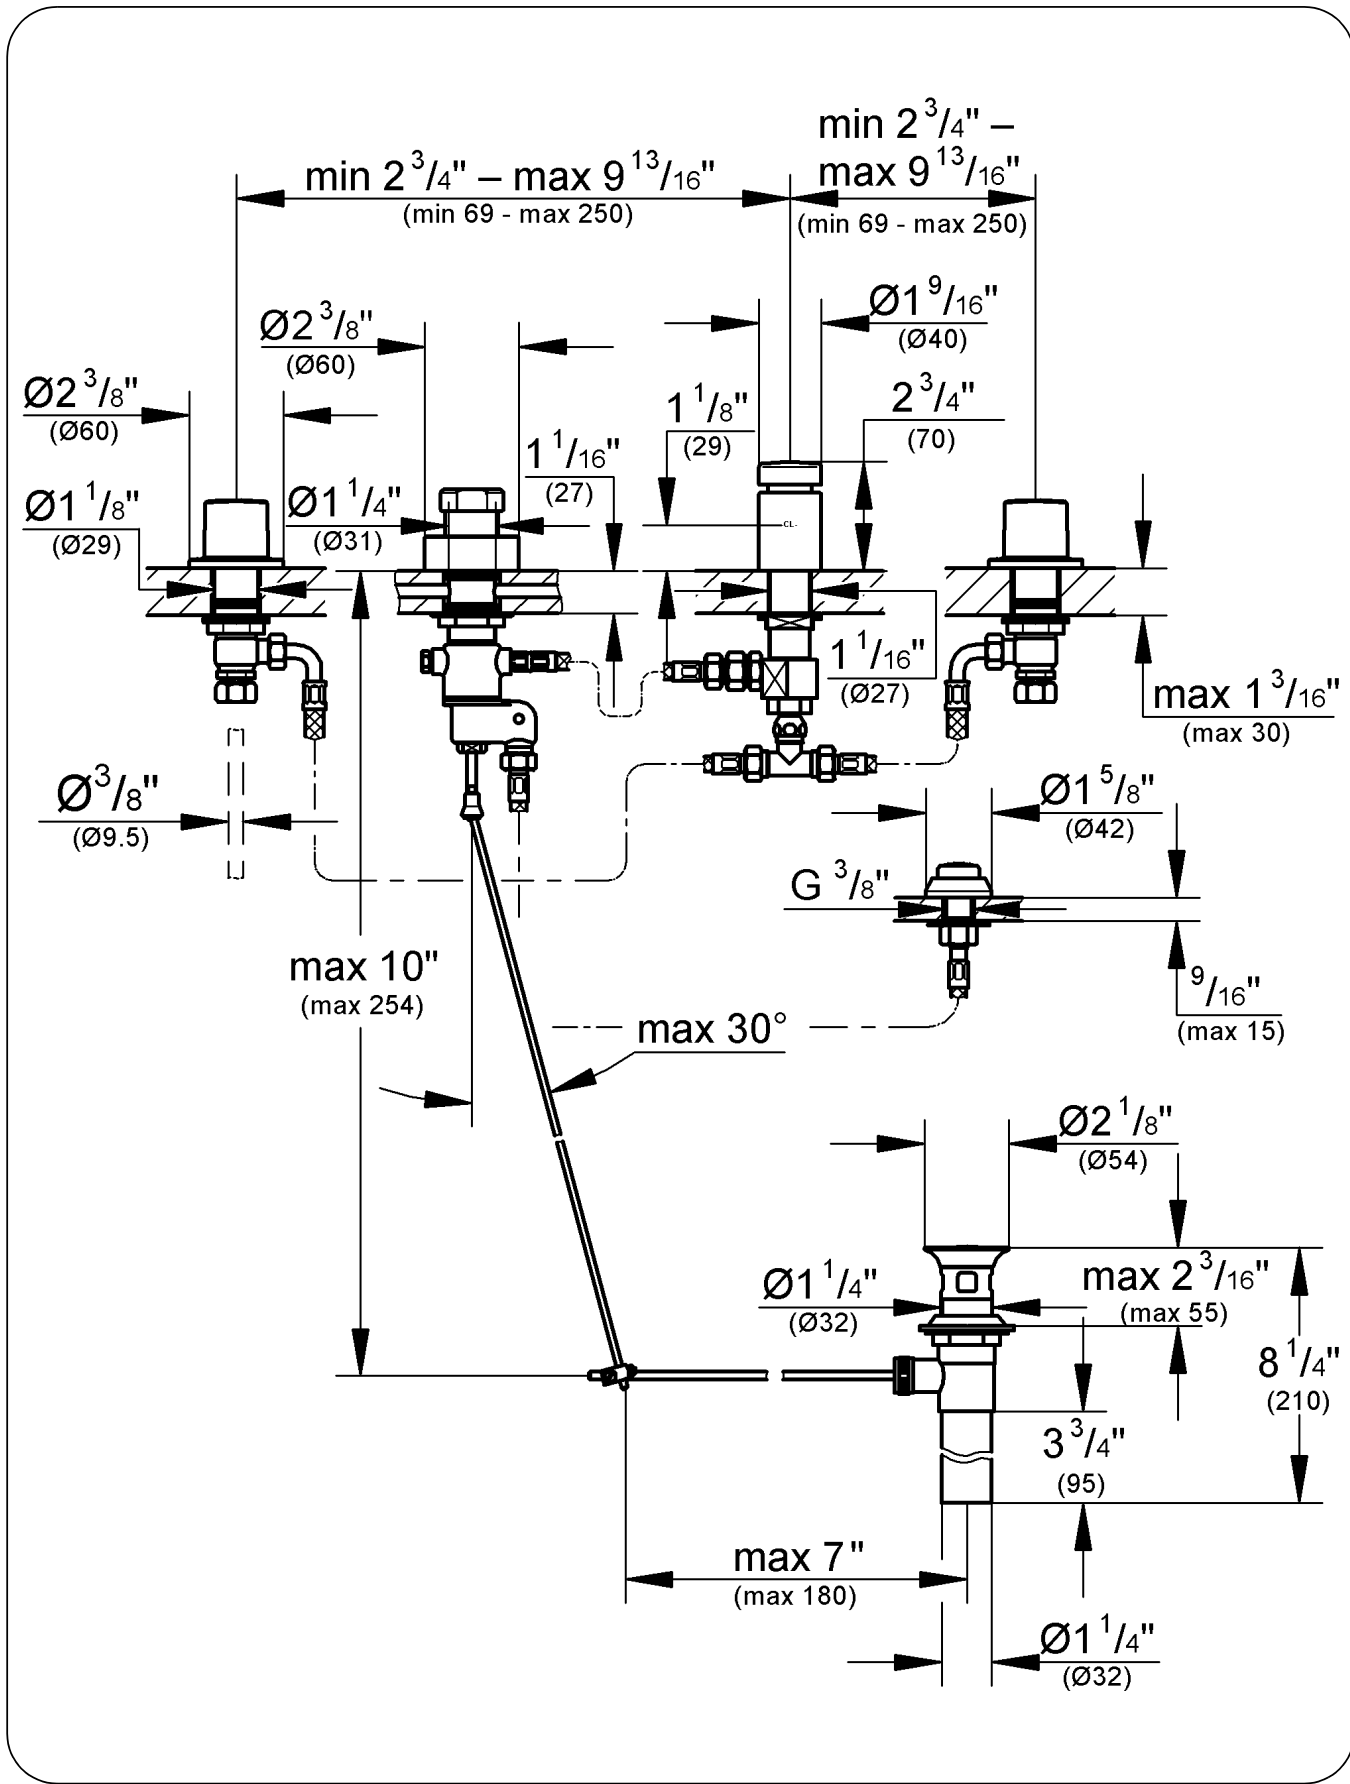 min 2 3/4" –
max 9 13/16"
(min 69 - max 250)
min 2 3/4" – max 9 13/16"
(min 69 - max 250)
Ø1 9/16"
(Ø40)
Ø2 3/8"
(Ø60)
Ø2 3/8"
(Ø60)
1 1/8"
(29)
2 3/4"
(70)
1 1/16"
(27)
Ø1 1/8"
(Ø29)
Ø1 1/4"
(Ø31)
CL-
1 1/16"
(Ø27)
max 1 3/16"
(max 30)
Ø3/8"
(Ø9.5)
Ø1 5/8"
(Ø42)
G 3/8"
max 10"
(max 254)
9/16"
(max 15)
max 30°
Ø2 1/8"
(Ø54)
Ø1 1/4"
(Ø32)
max 2 3/16"
(max 55)
8 1/4"
(210)
3 3/4"
(95)
max 7"
(max 180)
Ø1 1/4"
(Ø32)